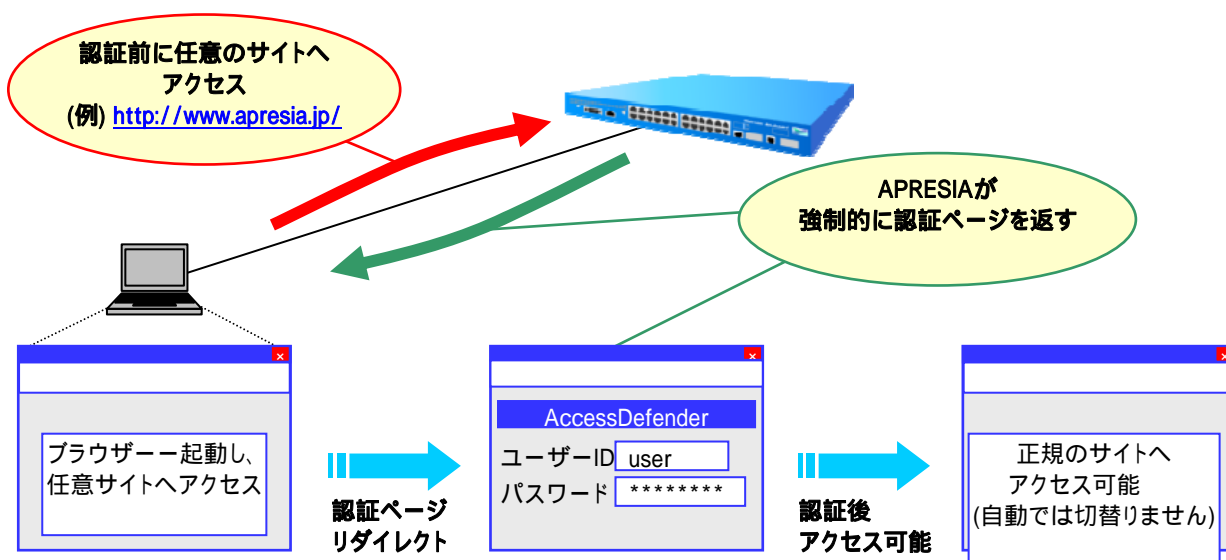 認証前に任意のサイトへ
アクセス
(例) http://www.apresia.jp/
APRESIAが
強制的に認証ページを返す
ブラウザーー起動し、
任意サイトへアクセス
認証ページ
リダイレクト
AccessDefender
ユーザーID user
パスワード ********
認証後
アクセス可能
正規のサイトへ
アクセス可能
(自動では切替りません)